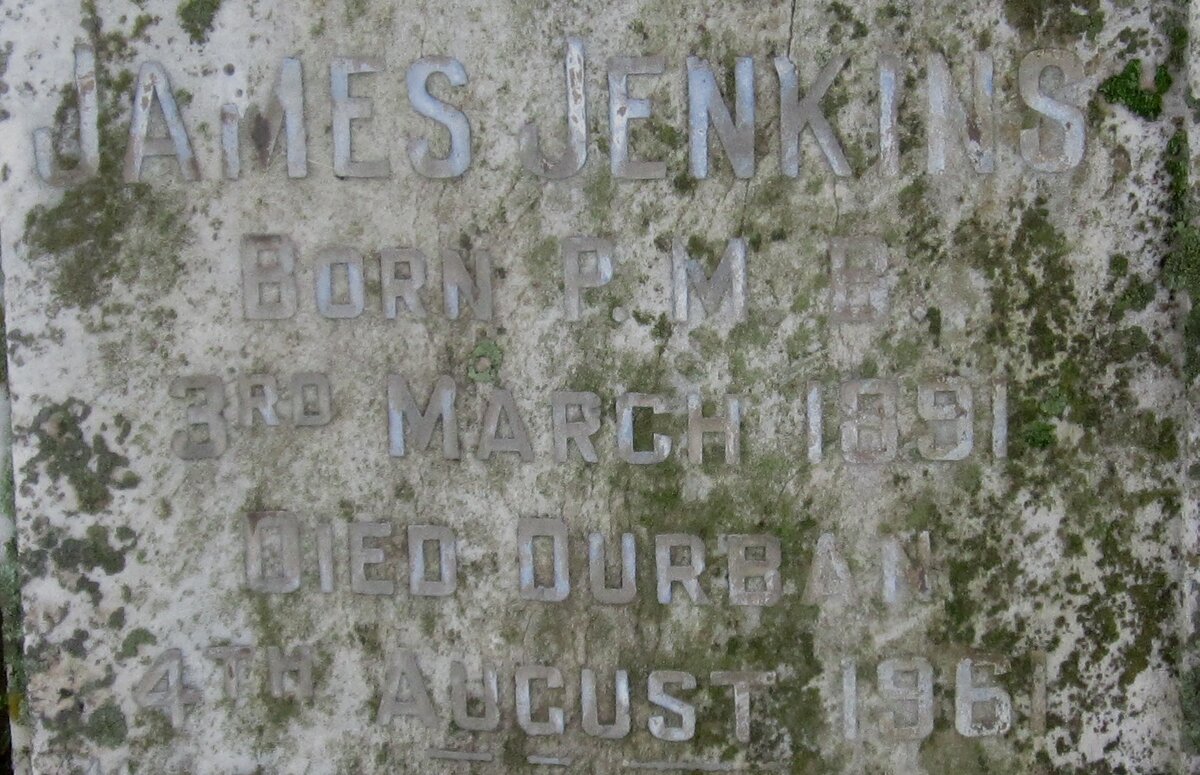 JAMES JENKINS
BORN P.M.B.
3RD MARCH 1891
DIED DURBAN
4TH AUGUST 1961